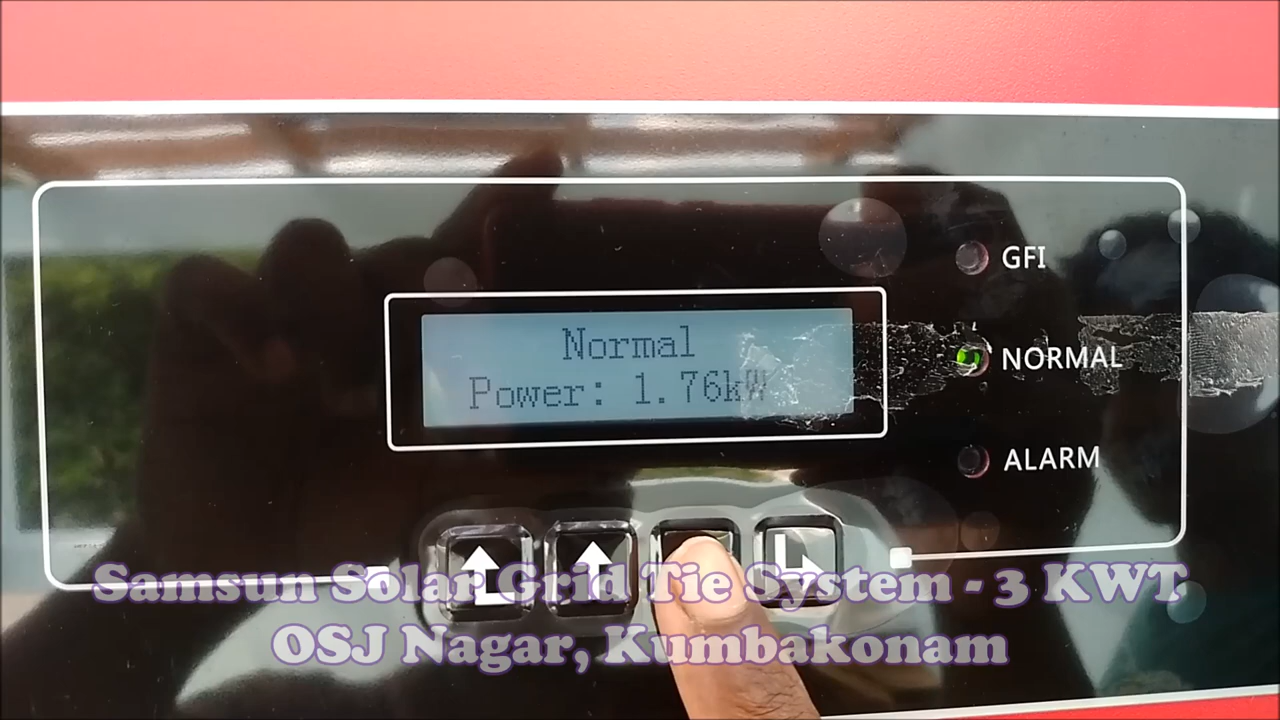 GFI
Normal
NORMAL
Power: 1.76kW
ALARM
Samsun Solar Grid Tie System - 3 KWT
OSJ Nagar, Kumbakonam